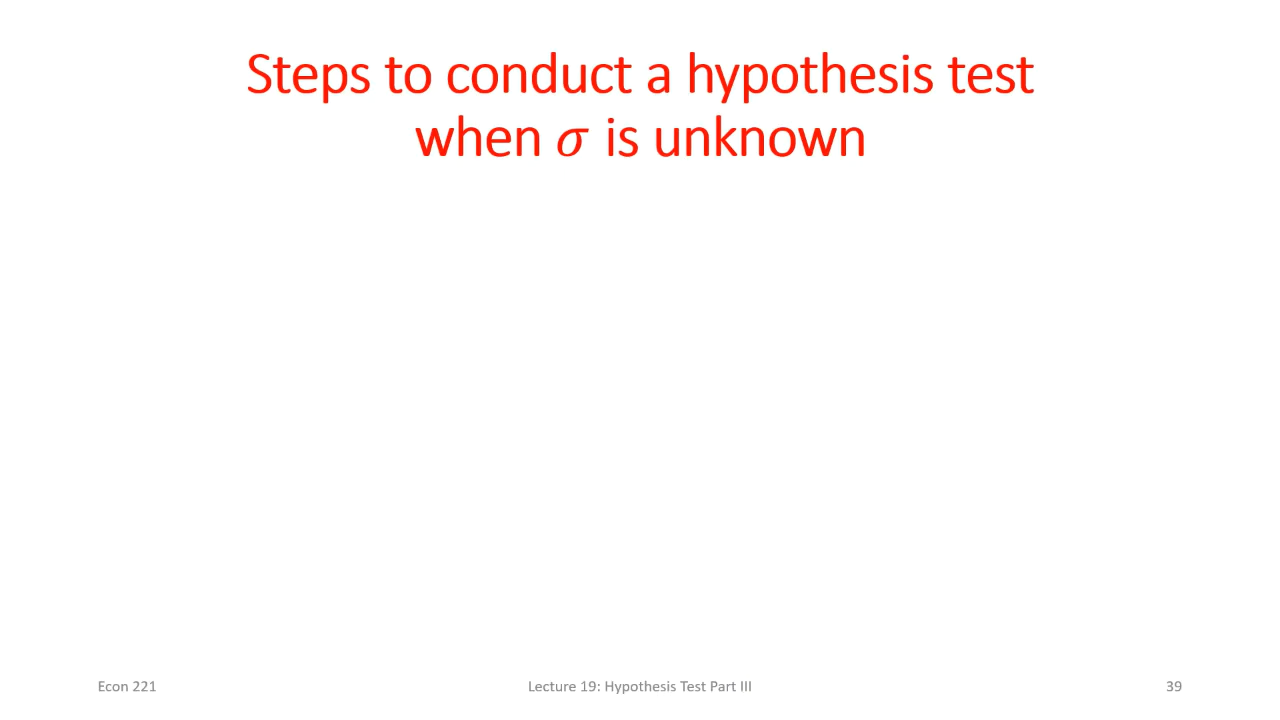 Steps to conduct a hypothesis test
when σ is unknown
Econ 221
Lecture 19: Hypothesis Test Part III
39